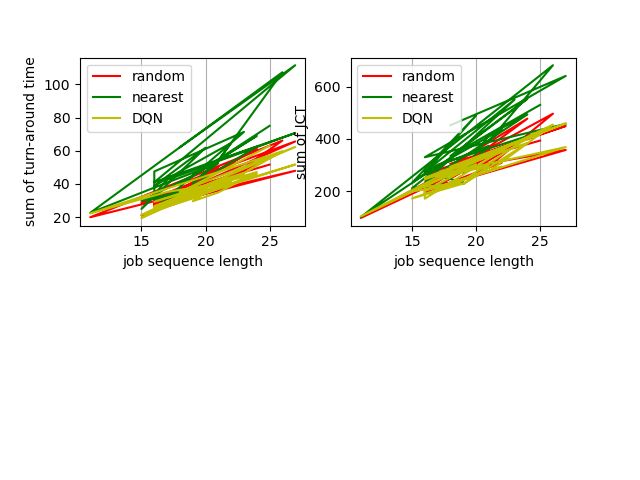 sum of turn-around time
100
80
60
40
20
15
20
25
job sequence length
random
nearest
DQN
sum of JCT
600
400
200
15
20
25
job sequence length
random
nearest
DQN